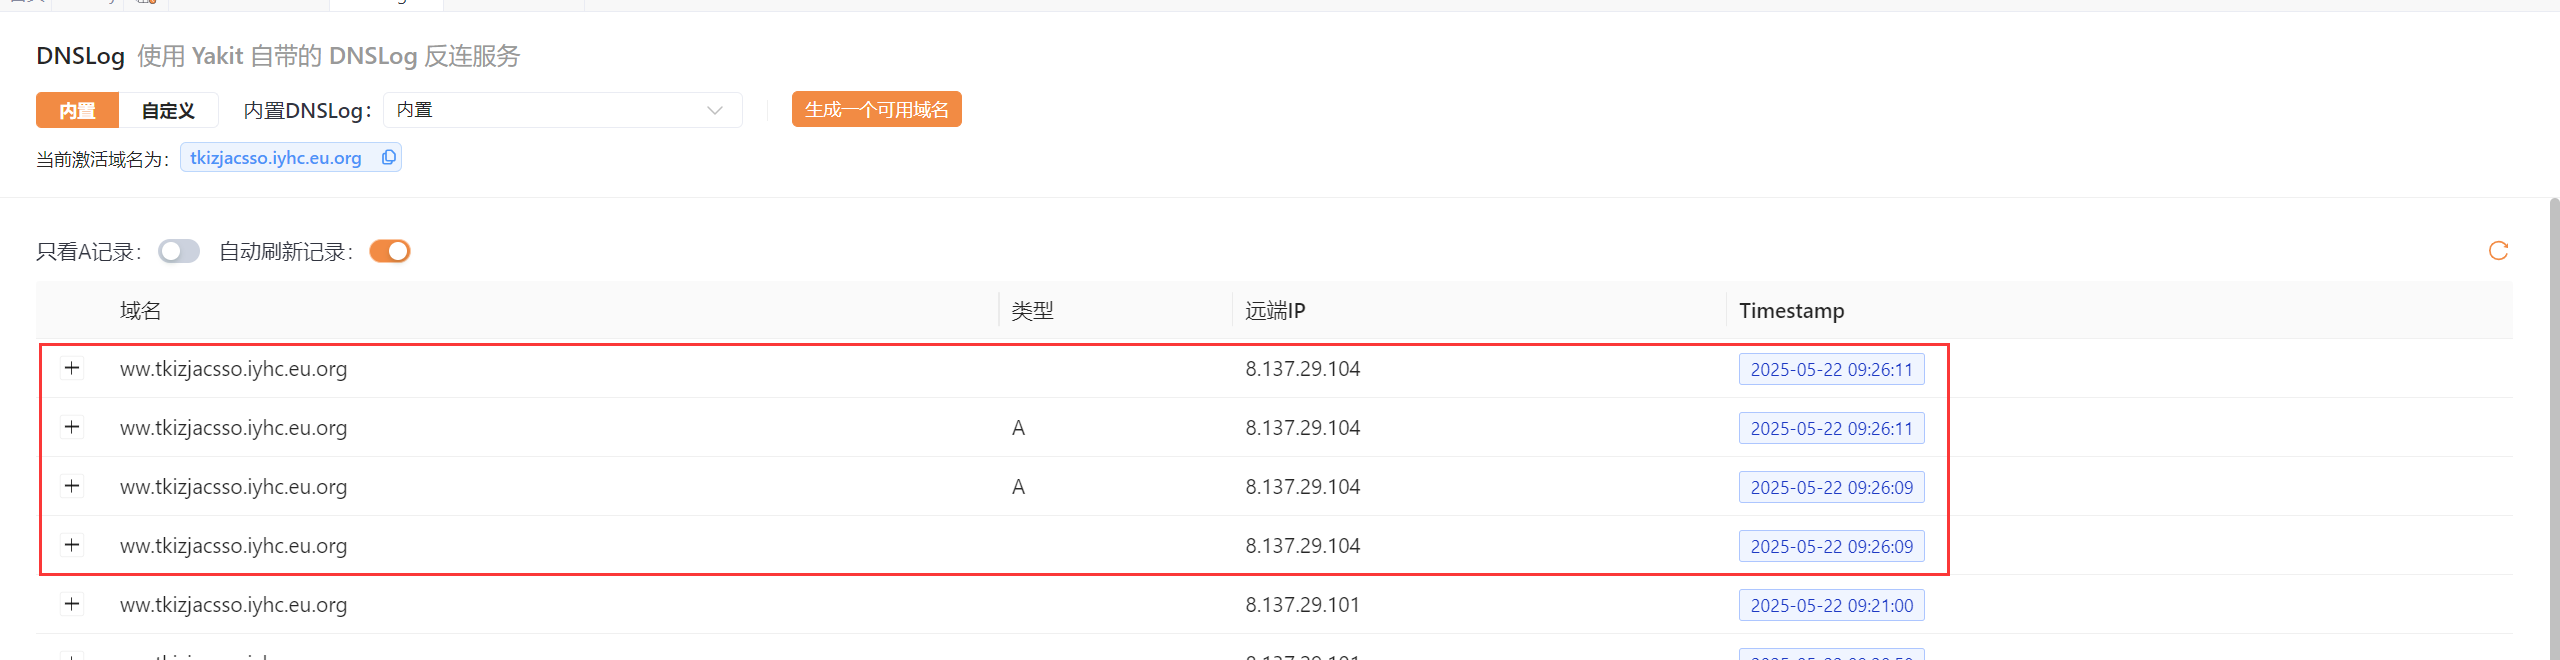 DNSLog 使用 Yakit 自带的 DNSLog 反连服务
内置 自定义 内置DNSLog: 内置 生成一个可用域名
当前激活域名为: tkizjacsso.iyhc.eu.org
只看A记录: 自动刷新记录:
域名 类型 远端IP Timestamp
ww.tkizjacsso.iyhc.eu.org 8.137.29.104 2025-05-22 09:26:11
ww.tkizjacsso.iyhc.eu.org A 8.137.29.104 2025-05-22 09:26:11
ww.tkizjacsso.iyhc.eu.org A 8.137.29.104 2025-05-22 09:26:09
ww.tkizjacsso.iyhc.eu.org 8.137.29.104 2025-05-22 09:26:09
ww.tkizjacsso.iyhc.eu.org 8.137.29.101 2025-05-22 09:21:00